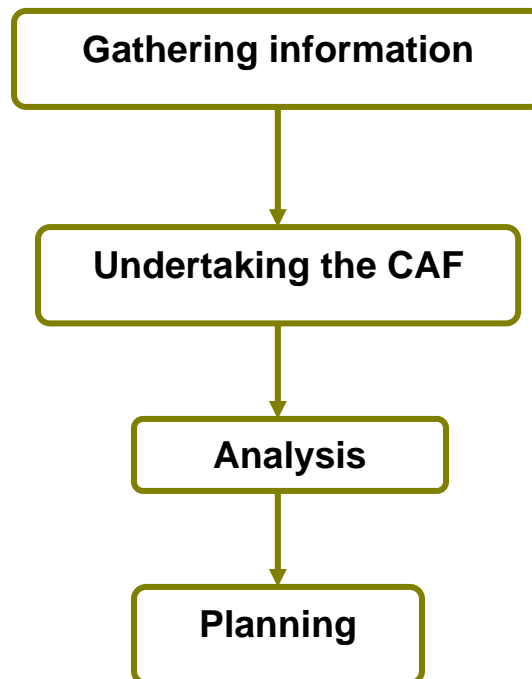 Gathering information
Undertaking the CAF
Analysis
Planning